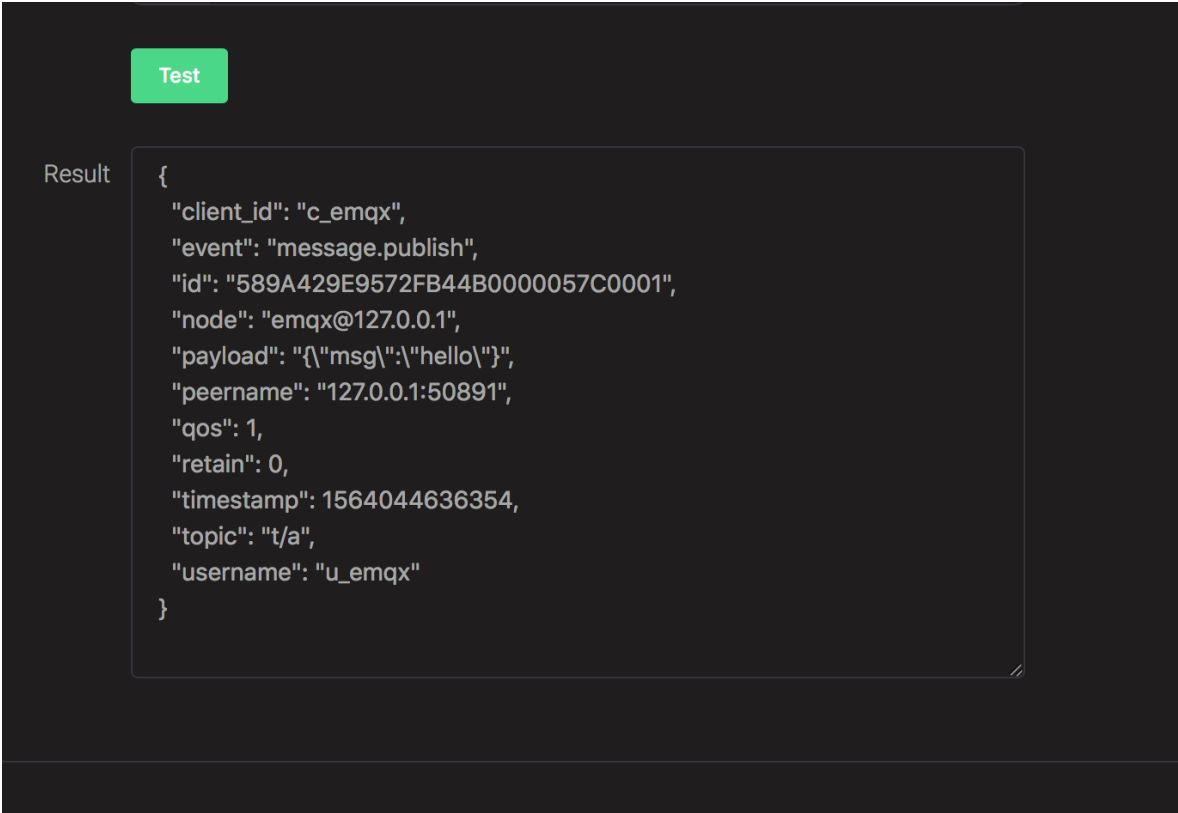 Test
Result
{
"client_id": "c_emqx",
"event": "message.publish",
"id": "589A429E9572FB44B0000057C0001",
"node": "emqx@127.0.0.1",
"payload": "{\"msg\":\"hello\"}",
"peername": "127.0.0.1:50891",
"qos": 1,
"retain": 0,
"timestamp": 1564044636354,
"topic": "t/a",
"username": "u_emqx"
}